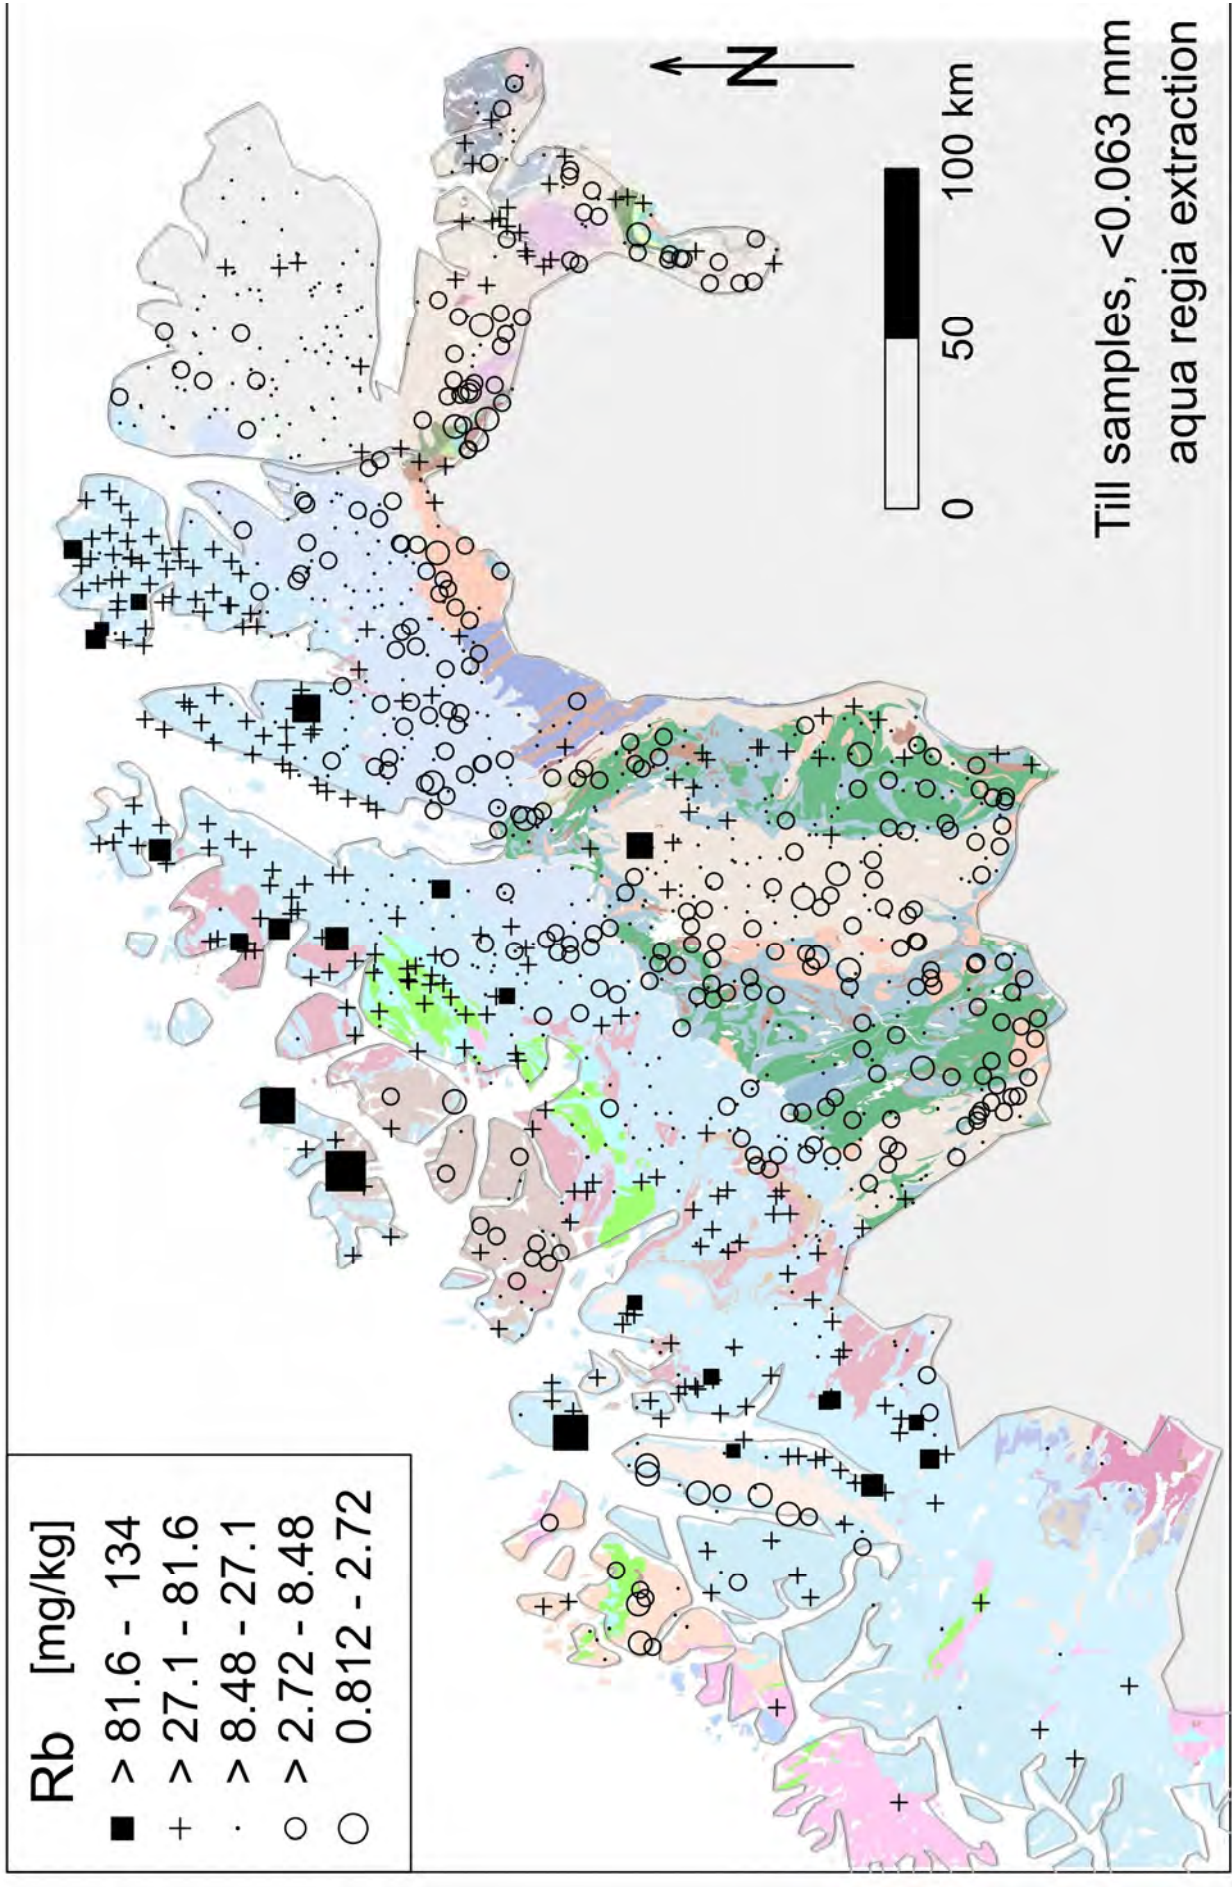 Rb [mg/kg]
> 81.6 - 134
> 27.1 - 81.6
> 8.48 - 27.1
> 2.72 - 8.48
0.812 - 2.72
N
0 50 100 km
Till samples, <0.063 mm
aqua regia extraction